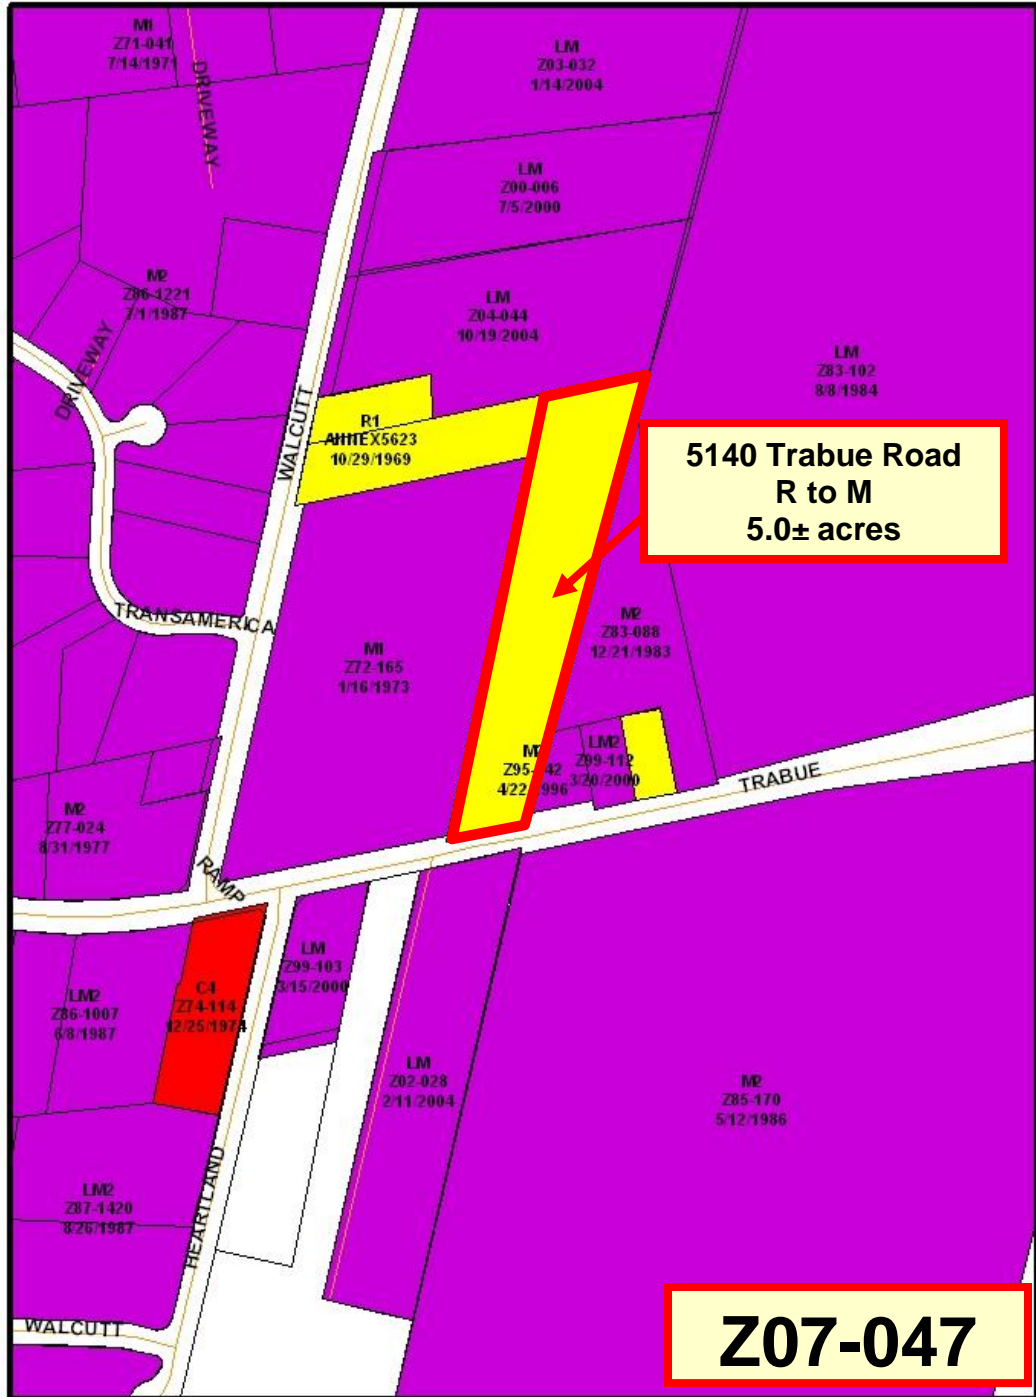 M1
Z71-041
7/14/1971
DRIVEWAY
LM
Z03-032
1/14/2004
LM
Z00-006
7/5/2000
M2
Z86-1221
7/1/1987
DRIVEWAY
LM
Z04-044
10/19/2004
LM
Z83-102
8/8/1984
WALCUTT
R1
ANNEX5623
10/29/1969
5140 Trabue Road
R to M
5.0± acres
TRANSAMERICA
M1
Z72-165
1/16/1973
M2
Z83-088
12/21/1983
4/22
996
LM2
Z99-112
3/20/2000
TRABUE
M2
Z77-024
8/31/1977
RAMP
LM2
Z86-1007
6/8/1987
C4
Z74-114
12/25/1974
LM
Z99-103
3/15/2000
LM
Z02-028
2/11/2004
M2
Z85-170
5/12/1986
LM2
Z87-1420
8/26/1987
HEARTLAND
WALCUTT
Z07-047